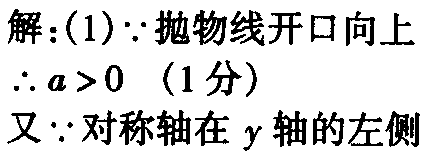 解:(1)∵抛物线开口向上
∴a>0 (1分)
又∵对称轴在 y 轴的左侧